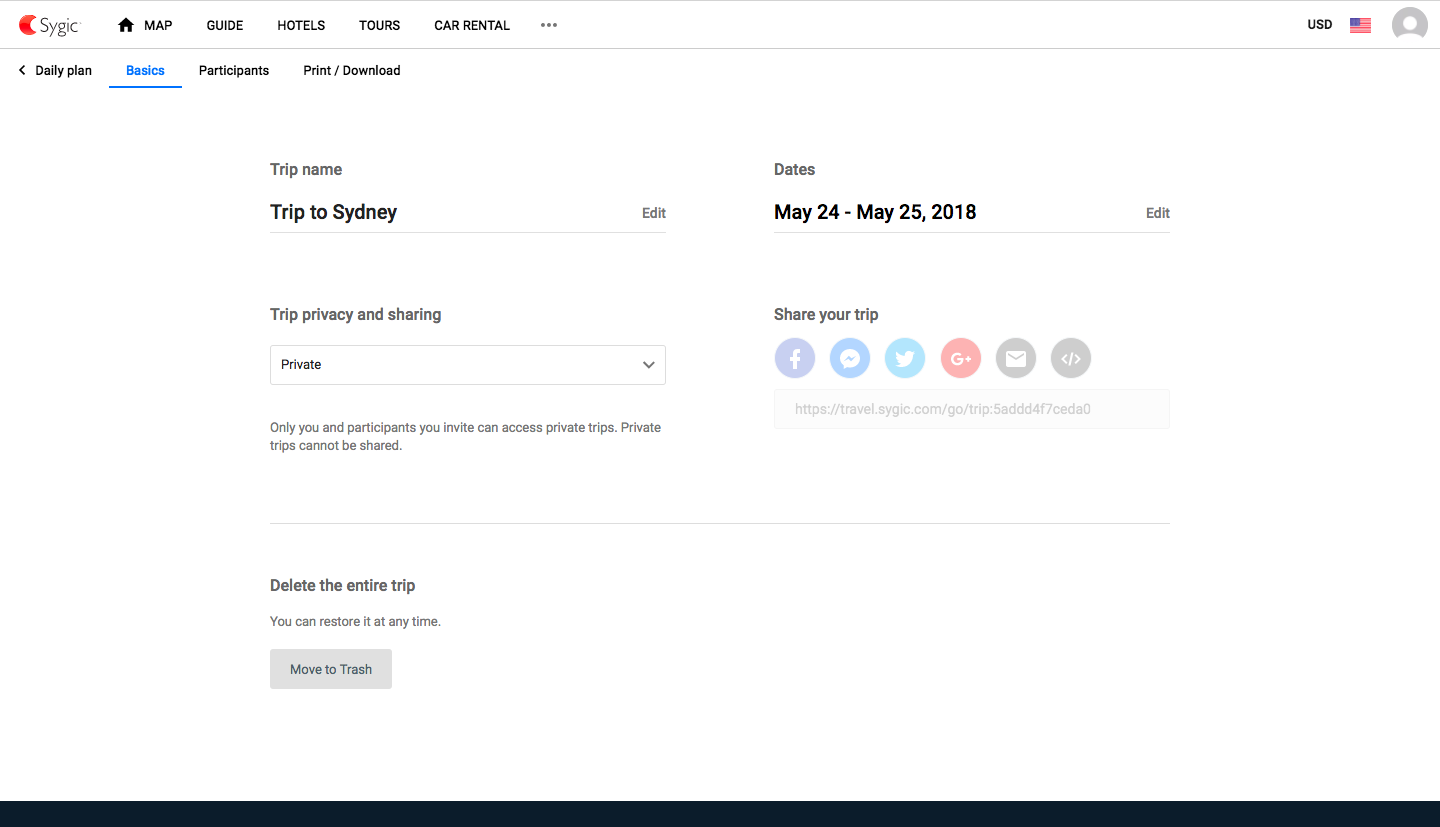 Sygic
MAP GUIDE HOTELS TOURS CAR RENTAL USD
Daily plan Basics Participants Print / Download
Trip name
Trip to Sydney Edit
Dates
May 24 - May 25, 2018 Edit
Trip privacy and sharing
Private
Only you and participants you invite can access private trips. Private
trips cannot be shared.
Share your trip
f G+ </>
https://travel.sygic.com/go/trip:5addd4f7ceda0
Delete the entire trip
You can restore it at any time.
Move to Trash